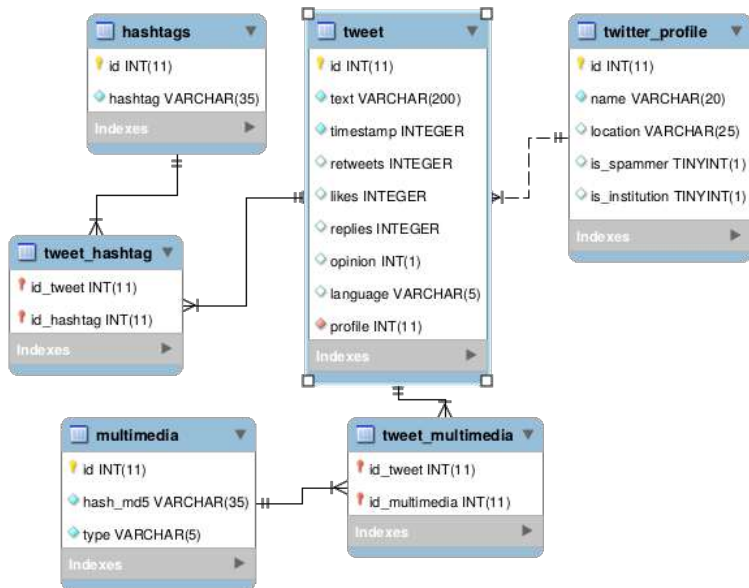 hashtags
id INT(11)
hashtag VARCHAR(35)
Indexes
tweet
id INT(11)
text VARCHAR(200)
timestamp INTEGER
retweets INTEGER
likes INTEGER
replies INTEGER
opinion INT(1)
language VARCHAR(5)
profile INT(11)
Indexes
twitter_profile
id INT(11)
name VARCHAR(20)
location VARCHAR(25)
is_spammer TINYINT(1)
is_institution TINYINT(1)
Indexes
tweet_hashtag
id_tweet INT(11)
id_hashtag INT(11)
Indexes
multimedia
id INT(11)
hash_md5 VARCHAR(35)
type VARCHAR(5)
Indexes
tweet_multimedia
id_tweet INT(11)
id_multimedia INT(11)
Indexes